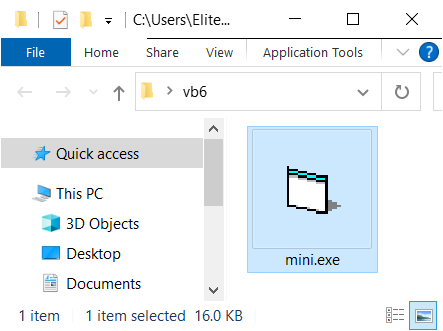 C:\Users\Elite...
File Home Share View Application Tools
vb6
Quick access
This PC
3D Objects
Desktop
Documents
mini.exe
1 item 1 item selected 16.0 KB